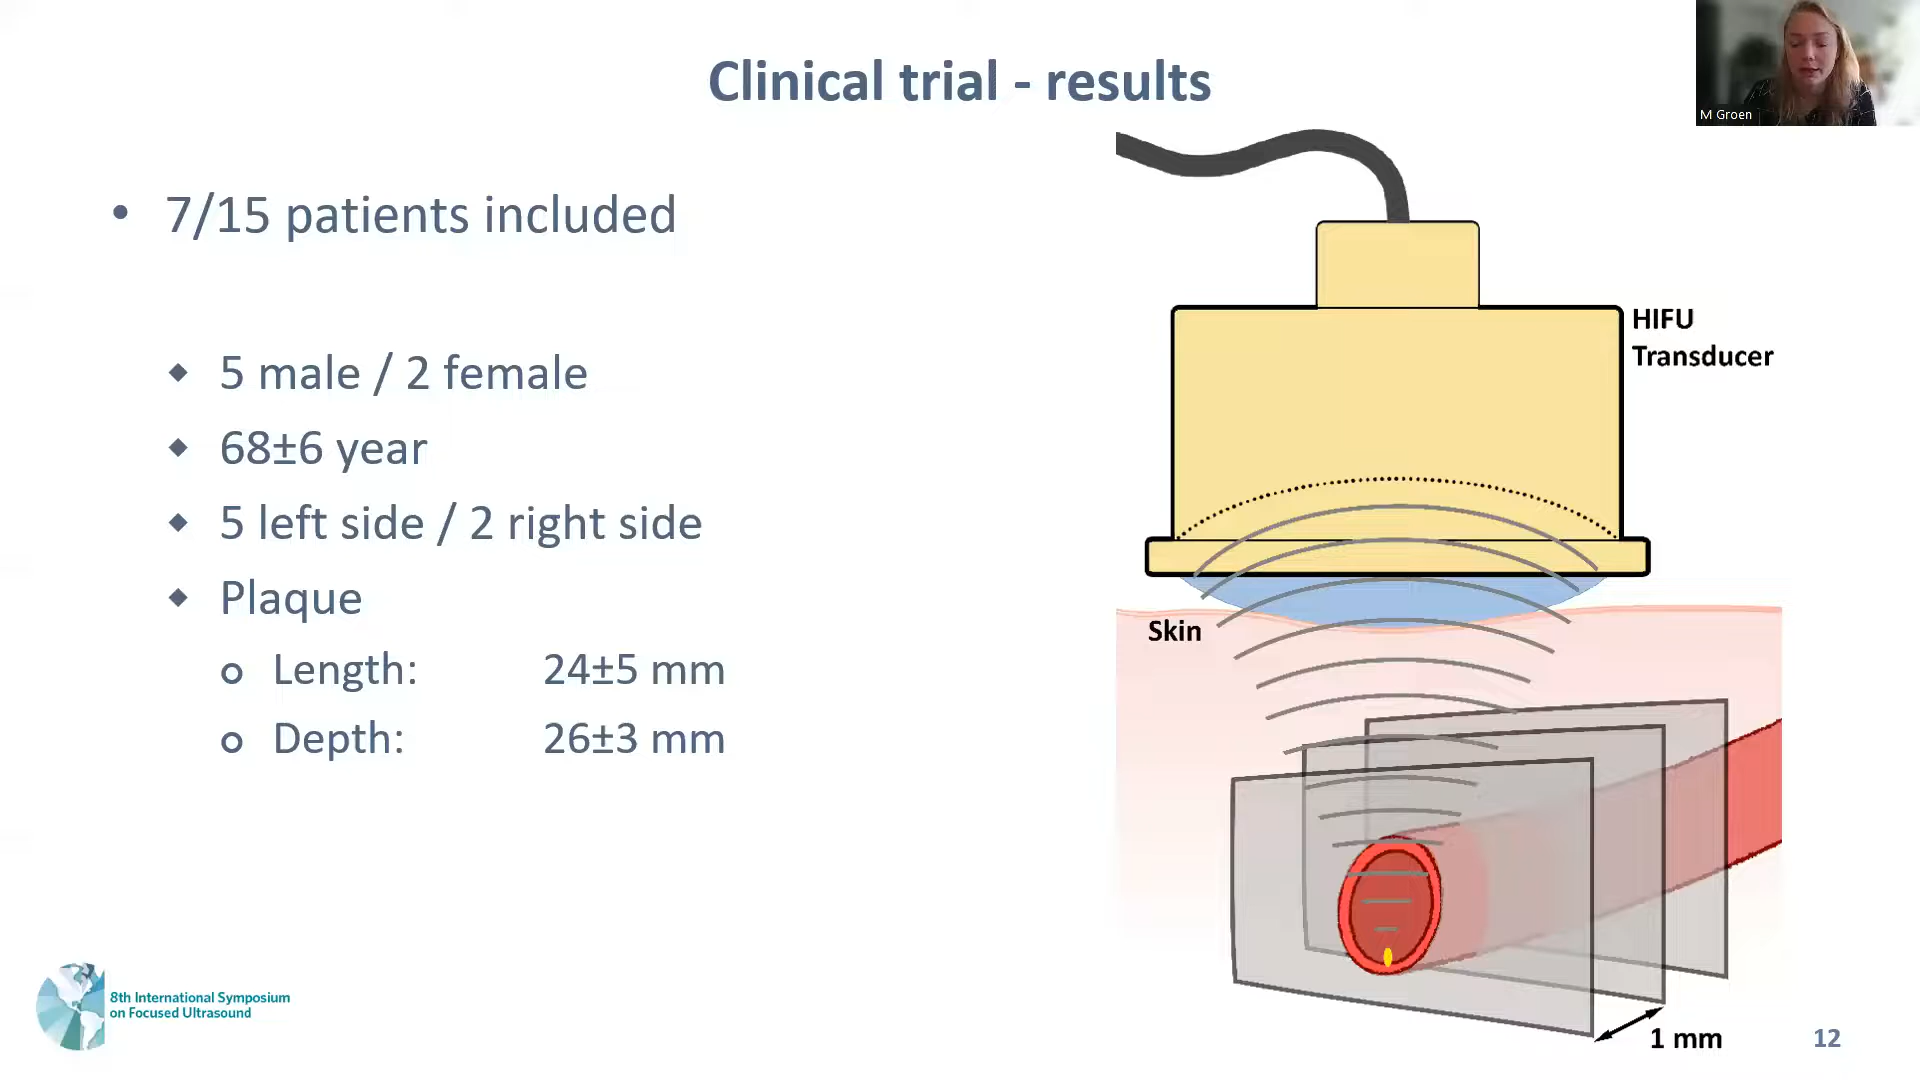 Clinical trial - results
M Groen
• 7/15 patients included
◆ 5 male / 2 female
◆ 68±6 year
◆ 5 left side / 2 right side
◆ Plaque
o Length: 24±5 mm
o Depth: 26±3 mm
HIFU
Transducer
Skin
1 mm
8th International Symposium
on Focused Ultrasound
12